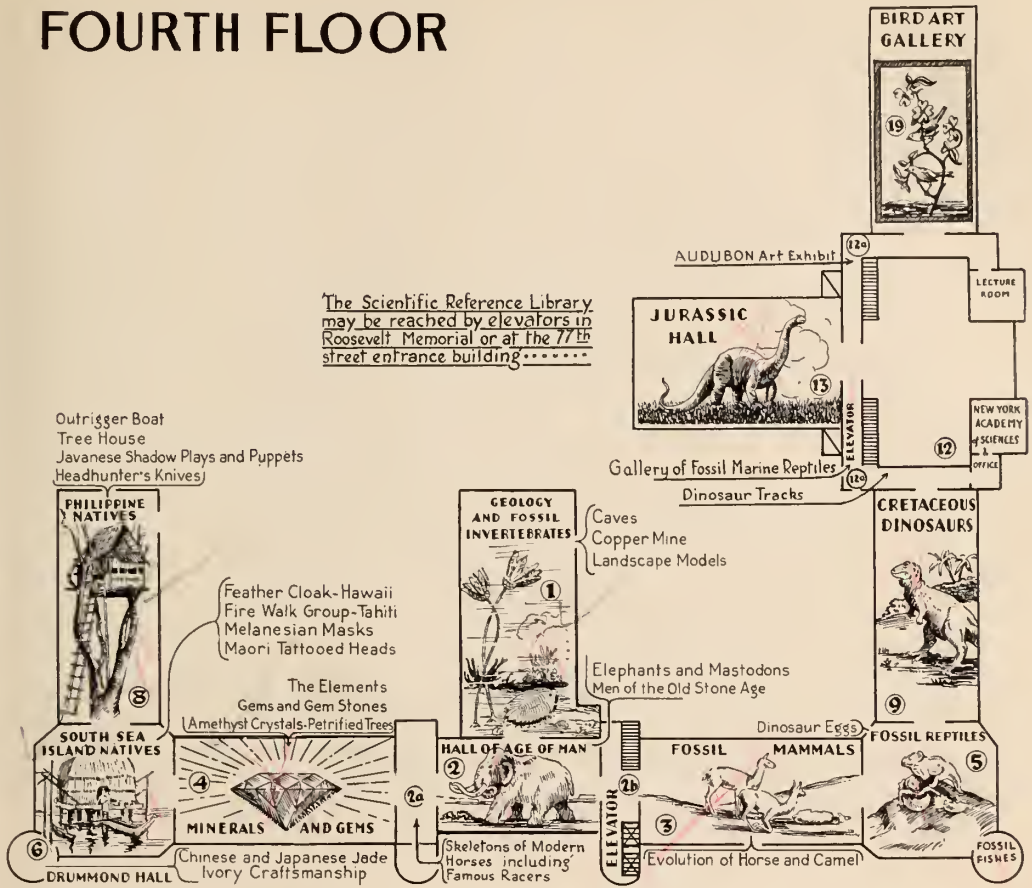 FOURTH FLOOR
BIRD ART
GALLERY
19
12a
AUDUBON Art Exhibit
LECTURE
ROOM
The Scientific Reference Library
may be reached by elevators in
Roosevelt Memorial or at the 77th
street entrance building.......
JURASSIC
HALL
13
ELEVATOR
NEW YORK
ACADEMY
of SCIENCES
&
OFFICE
12
Gallery of Fossil Marine Reptiles
12a
Dinosaur Tracks
Outrigger Boat
Tree House
Javanese Shadow Plays and Puppets
Headhunter's Knives
PHILIPPINE
NATIVES
8
GEOLOGY
AND FOSSIL
INVERTEBRATES
1
Caves
Copper Mine
Landscape Models
CRETACEOUS
DINOSAURS
9
Feather Cloak-Hawaii
Fire Walk Group-Tahiti
Melanesian Masks
Maori Tattooed Heads
The Elements
Gems and Gem Stones
Amethyst Crystals-Petrified Trees
Elephants and Mastodons
Men of the Old Stone Age
Dinosaur Eggs
SOUTH SEA
ISLAND NATIVES
6
DRUMMOND HALL
4
MINERALS AND GEMS
Chinese and Japanese Jade
Ivory Craftsmanship
2a
HALL OF AGE OF MAN
2
Skeletons of Modern
Horses including
Famous Racers
2b
ELEVATOR
FOSSIL MAMMALS
3
Evolution of Horse and Camel
FOSSIL REPTILES
5
FOSSIL
FISHES